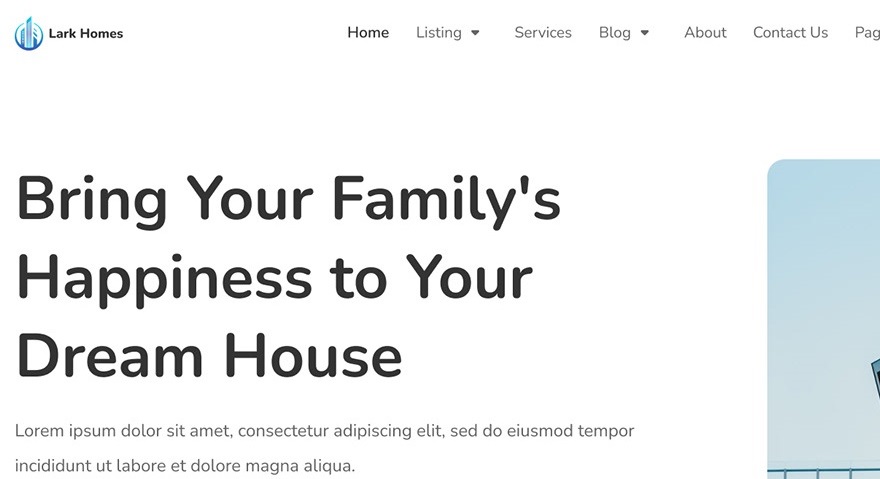 Lark Homes
Home Listing Services Blog About Contact Us
Bring Your Family's
Happiness to Your
Dream House
Lorem ipsum dolor sit amet, consectetur adipiscing elit, sed do eiusmod tempor
incididunt ut labore et dolore magna aliqua.